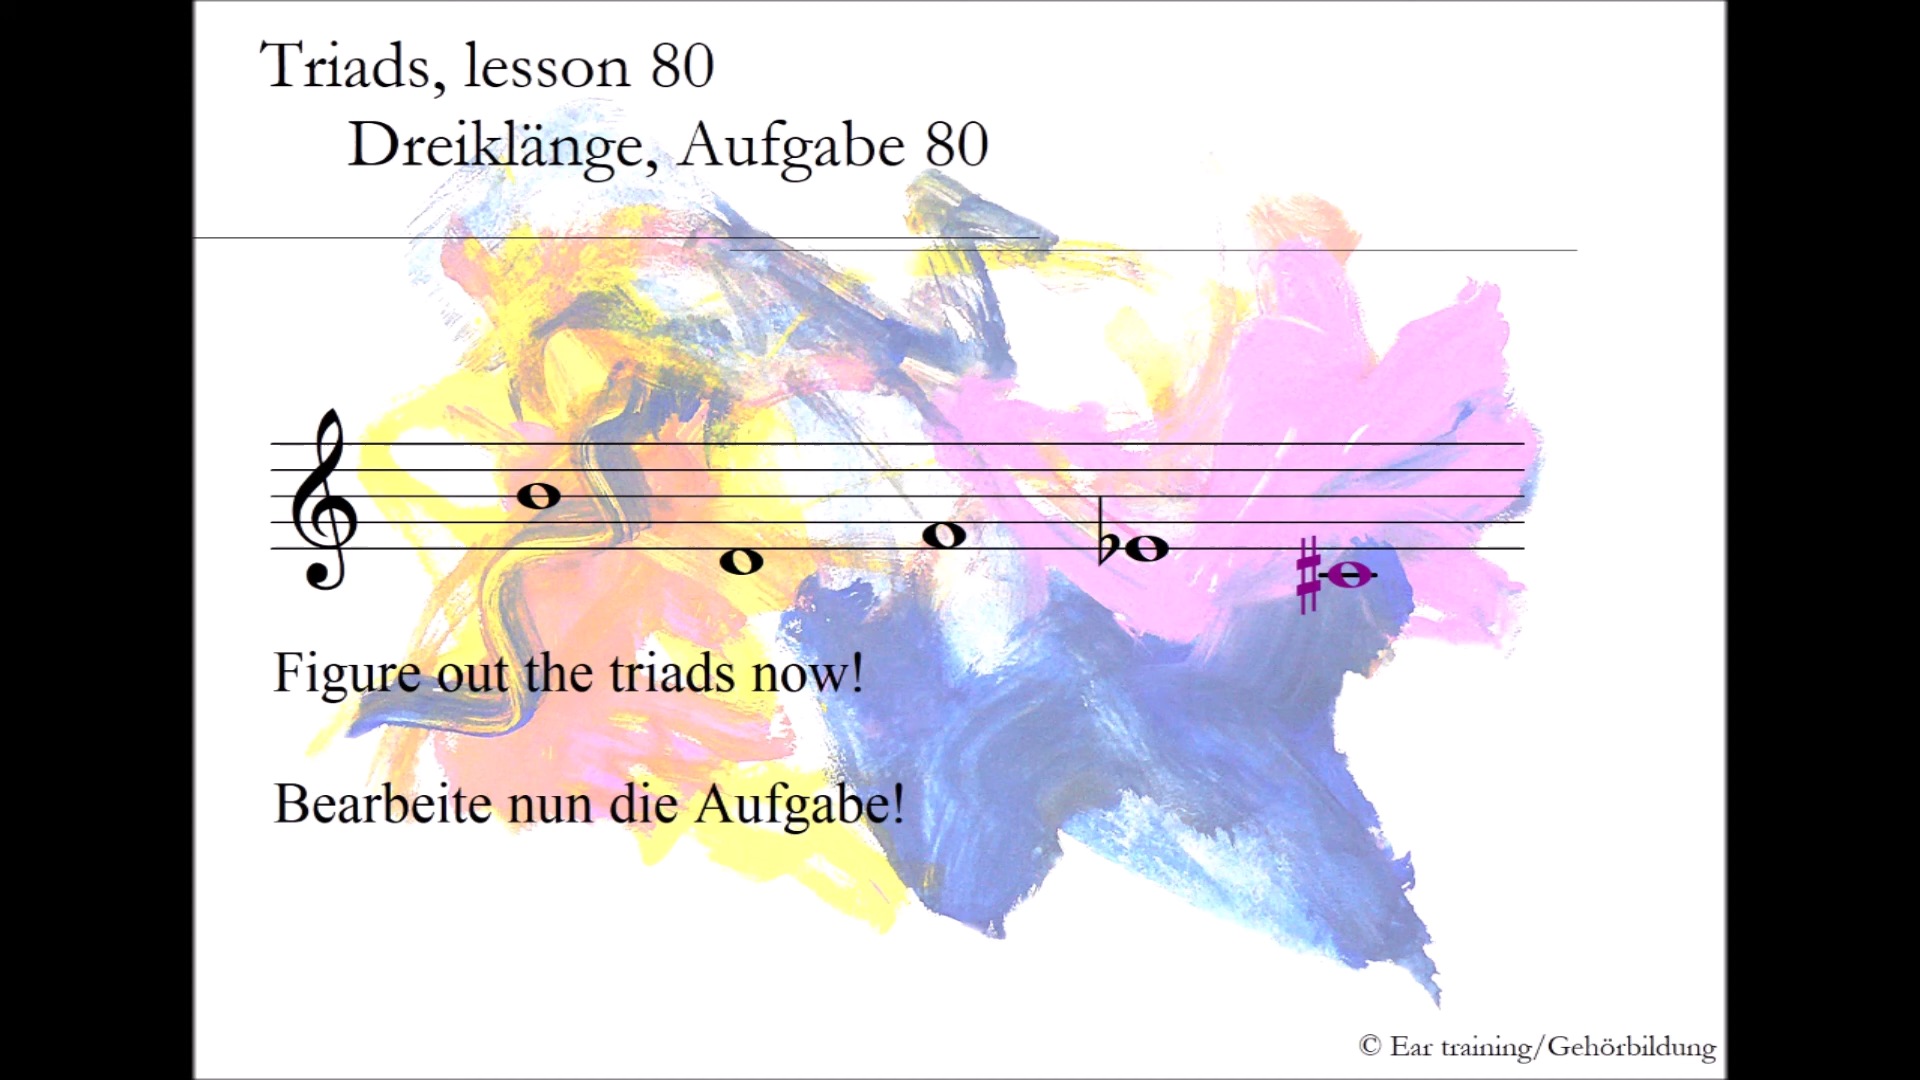 Triads, lesson 80
Dreiklänge, Aufgabe 80
Figure out the triads now!
Bearbeite nun die Aufgabe!
© Ear training/Gehörbildung